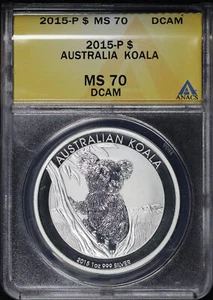 2015-P $ MS 70 DCAM
2015-P $
AUSTRALIA KOALA
MS 70
DCAM
ANACS
AUSTRALIAN KOALA
2015 1oz 999 SILVER